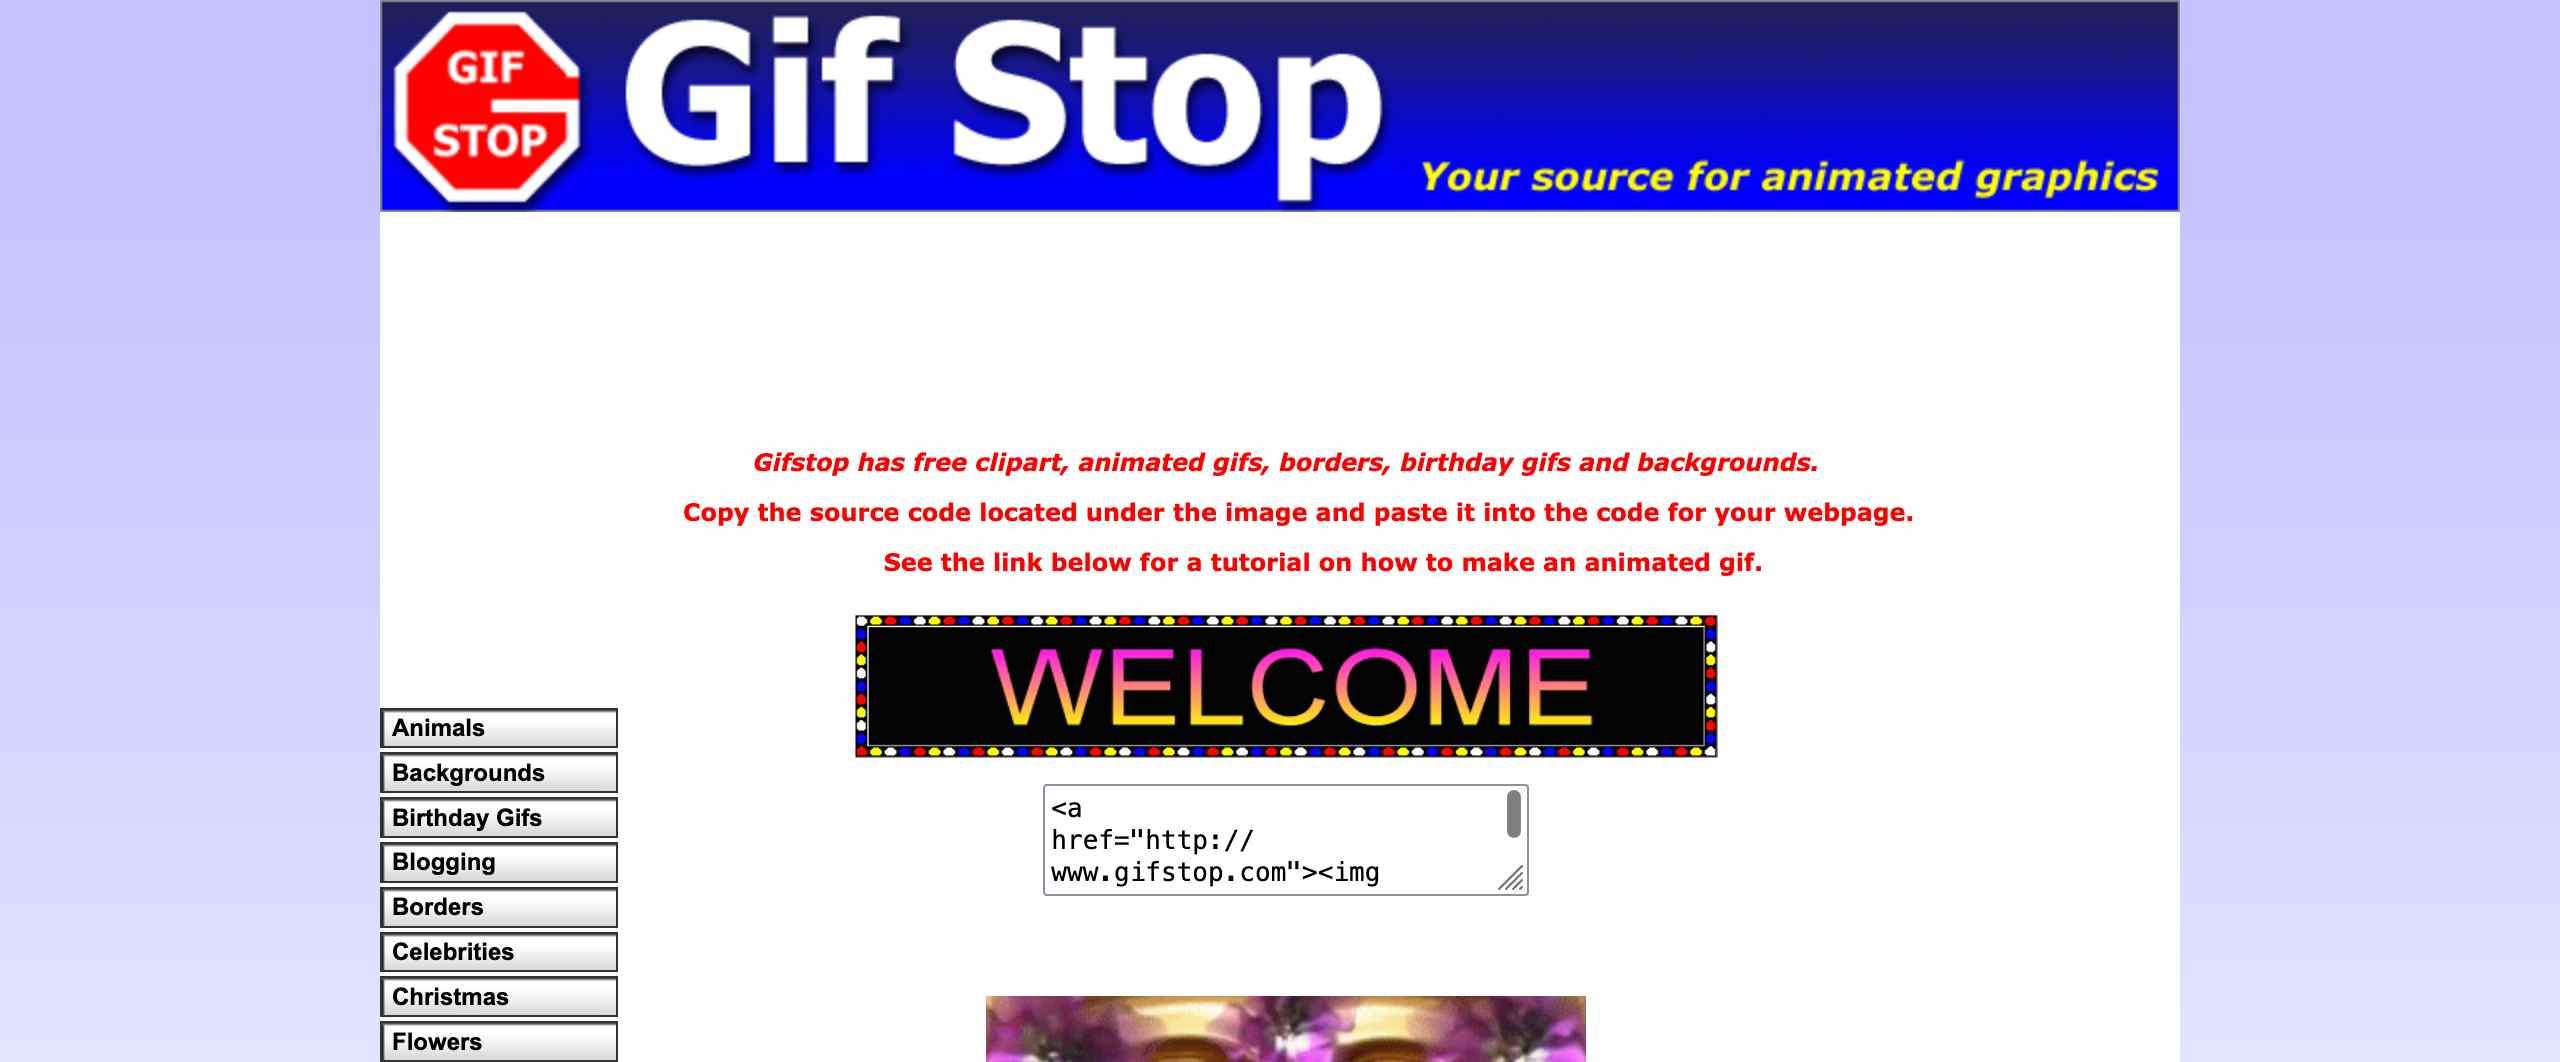 GIF
STOP
Gif Stop
Your source for animated graphics
Gifstop has free clipart, animated gifs, borders, birthday gifs and backgrounds.
Copy the source code located under the image and paste it into the code for your webpage.
See the link below for a tutorial on how to make an animated gif.
WELCOME
<a
href="http://
www.gifstop.com"><img
Animals
Backgrounds
Birthday Gifs
Blogging
Borders
Celebrities
Christmas
Flowers